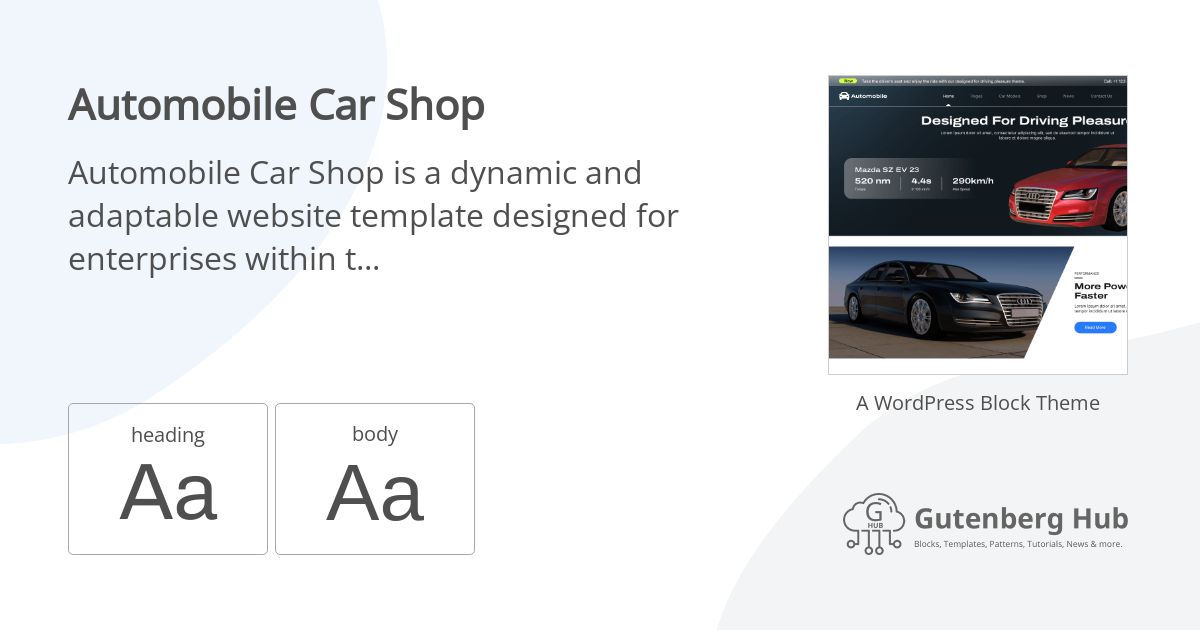 Automobile Car Shop
Automobile Car Shop is a dynamic and
adaptable website template designed for
enterprises within t...
heading
Aa
body
Aa
New
Take the driver's seat and enjoy the ride with our designed for driving pleasure theme.
Call: +1 123
Automobile
Home
Pages
Car Models
Shop
News
Contact Us
Designed For Driving Pleasur
Lorem ipsum dolor sit amet, consectetur adipiscing elit, sed do eiusmod tempor incididunt ut
labore et dolore magna aliqua.
Mazda SZ EV 23
520 nm
4.4s
290km/h
Torque
0-100 km/h
Max Speed
PERFORMANCE
More Pow
Faster
Lorem ipsum dolor sit amet,
tempor incididunt ut labore e
Read More
A WordPress Block Theme
G
HUB
Gutenberg Hub
Blocks, Templates, Patterns, Tutorials, News & more.